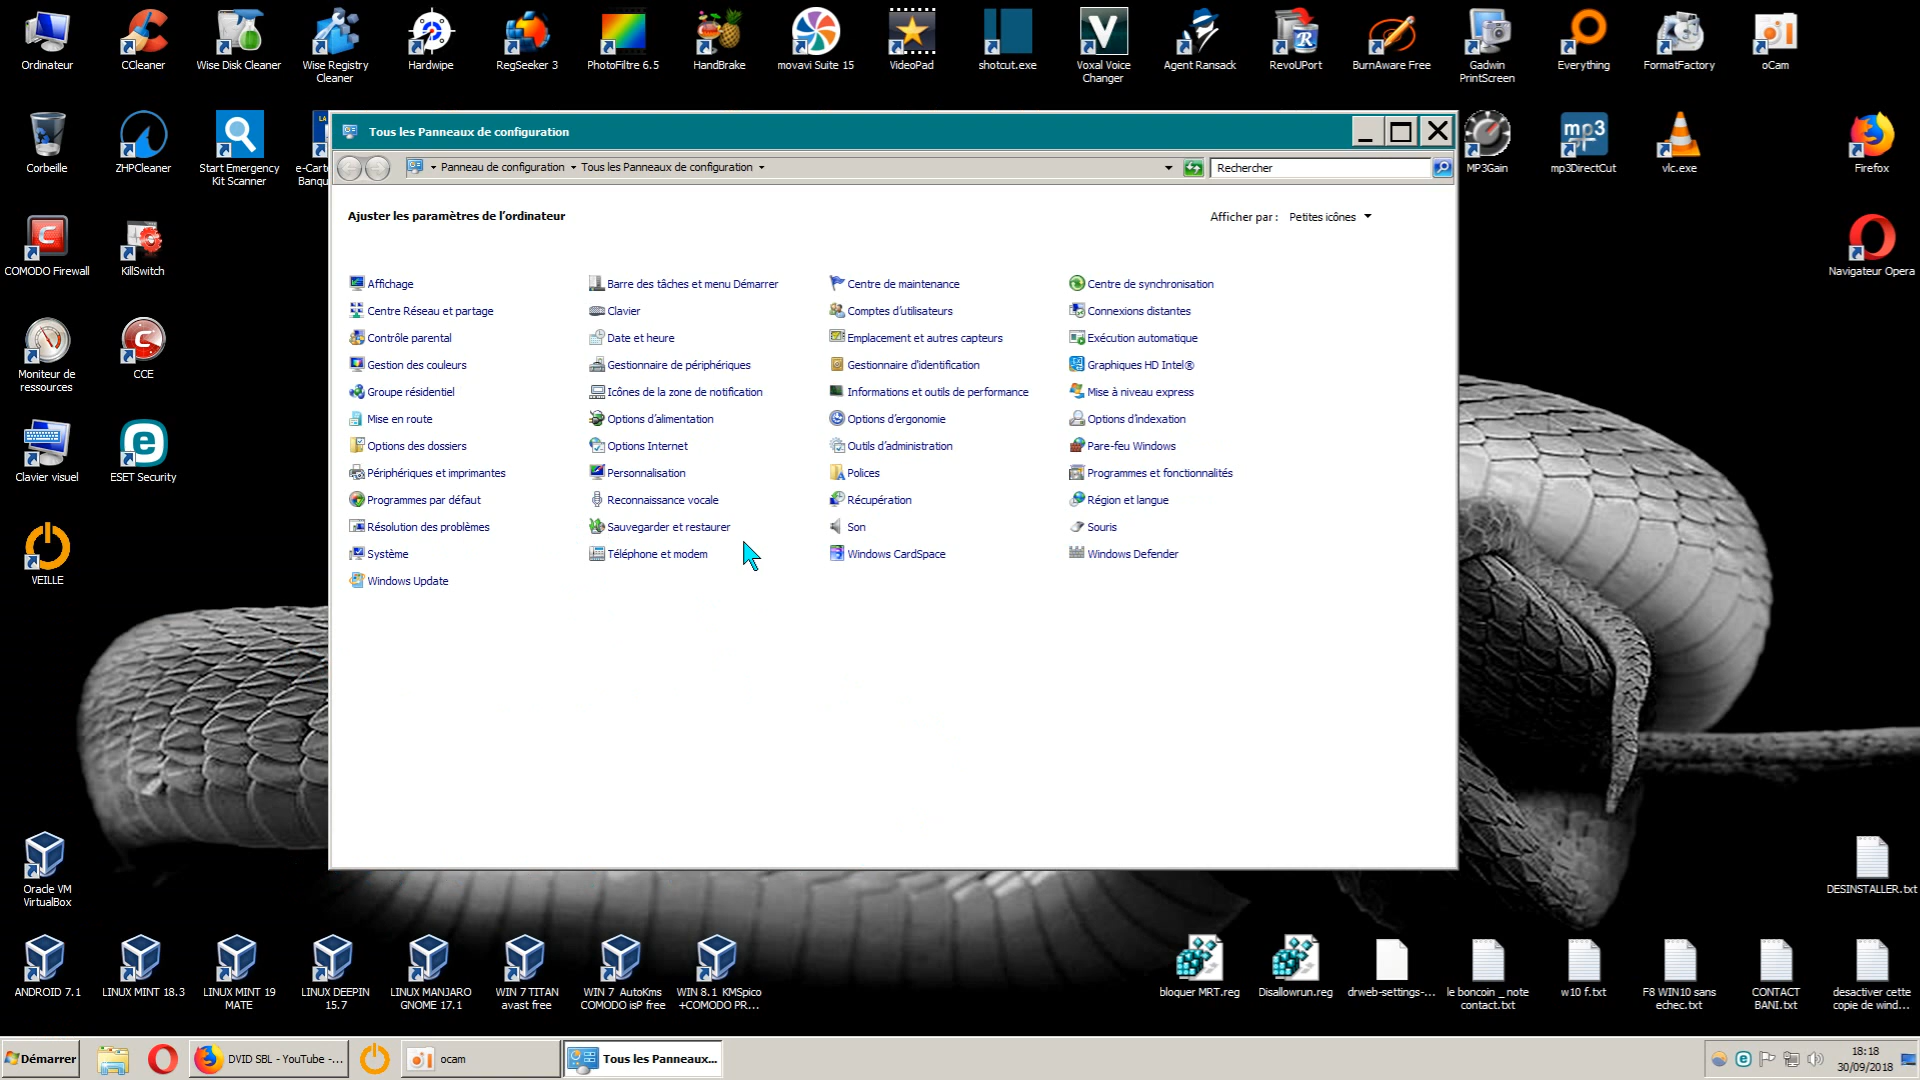 Ordinateur
CCleaner
Wise Disk Cleaner
Wise Registry
Cleaner
Hardwipe
RegSeeker 3
PhotoFiltre 6.5
HandBrake
movavi Suite 15
VideoPad
shotcut.exe
Voxal Voice
Changer
Agent Ransack
RevoUPort
BurnAware Free
Gadwin
PrintScreen
Everything
FormatFactory
oCam
Corbeille
ZHPCleaner
Start Emergency
Kit Scanner
e-Carte
Banqu
MP3Gain
mp3
mp3DirectCut
vlc.exe
Firefox
COMODO Firewall
KillSwitch
Navigateur Opera
Moniteur de
ressources
CCE
Clavier visuel
ESET Security
VEILLE
Tous les Panneaux de configuration
Panneau de configuration
Tous les Panneaux de configuration
Rechercher
Ajuster les paramètres de l'ordinateur
Afficher par :
Petites icônes
Affichage
Barre des tâches et menu Démarrer
Centre de maintenance
Centre de synchronisation
Centre Réseau et partage
Clavier
Comptes d'utilisateurs
Connexions distantes
Contrôle parental
Date et heure
Emplacement et autres capteurs
Exécution automatique
Gestion des couleurs
Gestionnaire de périphériques
Gestionnaire d'identification
Graphiques HD Intel®
Groupe résidentiel
Icônes de la zone de notification
Informations et outils de performance
Mise à niveau express
Mise en route
Options d'alimentation
Options d'ergonomie
Options d'indexation
Options des dossiers
Options Internet
Outils d'administration
Pare-feu Windows
Périphériques et imprimantes
Personnalisation
Polices
Programmes et fonctionnalités
Programmes par défaut
Reconnaissance vocale
Récupération
Région et langue
Résolution des problèmes
Sauvegarder et restaurer
Son
Souris
Système
Téléphone et modem
Windows CardSpace
Windows Defender
Windows Update
Oracle VM
VirtualBox
DESINSTALLER.txt
ANDROID 7.1
LINUX MINT 18.3
LINUX MINT 19
MATE
LINUX DEEPIN
15.7
LINUX MANJARO
GNOME 17.1
WIN 7 TITAN
avast free
WIN 7 AutoKms
COMODO isP free
WIN 8.1 KMSpico
+COMODO PR...
bloquer MRT.reg
Disallowrun.reg
drweb-settings-...
le boncoin _ note
contact.txt
w10 f.txt
F8 WIN10 sans
echec.txt
CONTACT
BANI.txt
desactiver cette
copie de wind...
Démarrer
DVID SBL - YouTube -...
ocam
Tous les Panneaux...
18:18
30/09/2018